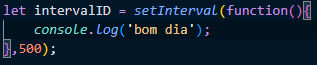 let intervalID = setInterval(function(){
    console.log('bom dia');
},500);